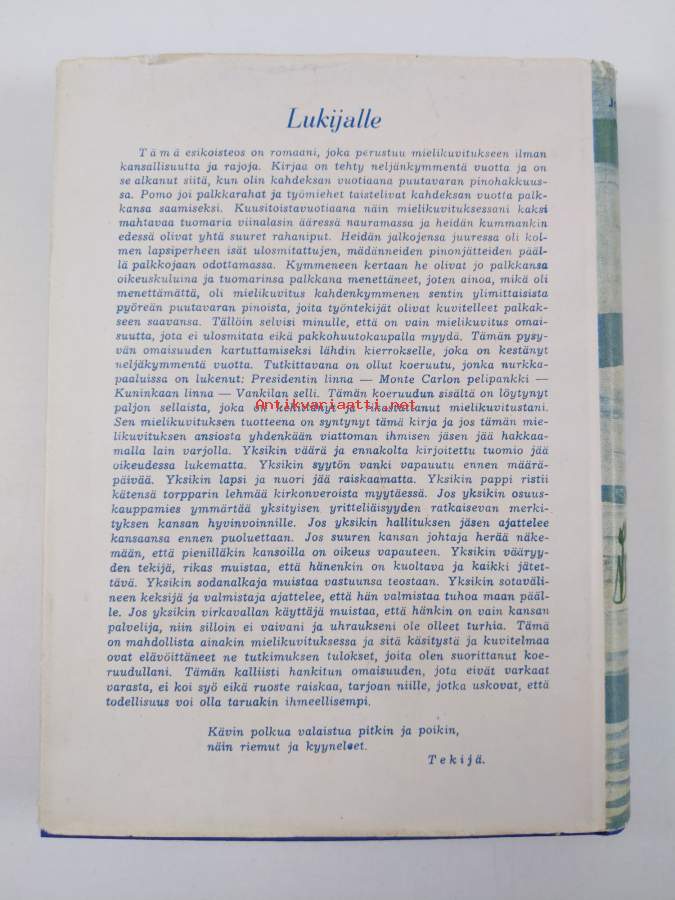 Lukijalle
Tämä esikoisteos on romaani, joka perustuu mielikuvitukseen ilman
kansallisuutta ja rajoja. Kirjaa on tehty neljänkymmentä vuotta ja on
se alkanut siitä, kun olin kahdeksan vuotiaana puutavaran pinohakkuus-
sa. Pomo joi palkkarahat ja työmiehet taistelivat kahdeksan vuotta palk-
kansa saamiseksi. Kuusitoistavuotiaana näin mielikuvituksessani kaksi
mahtavaa tuomaria viinalasin ääressä nauramassa ja heidän kummankin
edessä olivat yhtä suuret rahaniput. Heidän jalkojensa juuressa oli kol-
men lapsiperheen isät ulosmitattujen, mädänneiden pinonjätteiden pääl-
lä palkkojaan odottamassa. Kymmeneen kertaan he olivat jo palkkansa
oikeuskuluina ja tuomarinsa palkkana menettäneet, joten ainoa, mikä oli
menettämättä, oli mielikuvitus kahdenkymmenen sentin ylimittaisista
pyöreän puutavaran pinoista, joita työntekijät olivat kuvitelleet palkak-
seen saavansa. Tällöin selvisi minulle, että on vain mielikuvitus omai-
suutta, jota ei ulosmitata eikä pakkohuutokaupalla myydä. Tämän pysy-
vän omaisuuden kartuttamiseksi lähdin kierrokselle, joka on kestänyt
neljäkymmentä vuotta. Tutkittavana on ollut koeruutu, jonka nurkka-
paaluissa on lukenut: Presidentin linna — Monte Carlon pelipankki —
Kuninkaan linna — Vankilan selli. Tämän koeruudun sisältä on löytynyt
paljon sellaista, joka on kehittänyt ja rikastuttanut mielikuvitustani.
Antikvariaatti.net
Sen mielikuvituksen tuotteena on syntynyt tämä kirja ja jos tämän mie-
likuvituksen ansiosta yhdenkään viattoman ihmisen jäsen jää hakkaa-
malla lain varjolla. Yksikin väärä ja ennakolta kirjoitettu tuomio jää
oikeudessa lukematta. Yksikin syytön vanki vapautuu ennen määrä-
päivää. Yksikin lapsi ja nuori jää raiskaamatta. Yksikin pappi ristii
kätensä torpparin lehmää kirkonveroista myytäessä. Jos yksikin osuus-
kauppamies ymmärtää yksityisen yritteliäisyyden ratkaisevan merki-
tyksen kansan hyvinvoinnille. Jos yksikin hallituksen jäsen ajattelee
kansaansa ennen puoluettaan. Jos suuren kansan johtaja herää näke-
mään, että pienilläkin kansoilla on oikeus vapauteen. Yksikin vääryy-
den tekijä, rikas muistaa, että hänenkin on kuoltava ja kaikki jätet-
tävä. Yksikin sodanalkaja muistaa vastuunsa teostaan. Yksikin sotaväli-
neen keksijä ja valmistaja ajattelee, että hän valmistaa tuhoa maan pääl-
le. Jos yksikin virkavallan käyttäjä muistaa, että hänkin on vain kansan
palvelija, niin silloin ei vaivani ja uhraukseni ole olleet turhia. Tämä
on mahdollista ainakin mielikuvituksessa ja sitä käsitystä ja kuvitelmaa
ovat elävöittäneet ne tutkimuksen tulokset, joita olen suorittanut koe-
ruudullani. Tämän kalliisti hankitun omaisuuden, jota eivät varkaat
varasta, ei koi syö eikä ruoste raiskaa, tarjoan niille, jotka uskovat, että
todellisuus voi olla taruakin ihmeellisempi.
Kävin polkua valaistua pitkin ja poikin,
näin riemut ja kyyneleet.
Tekijä.